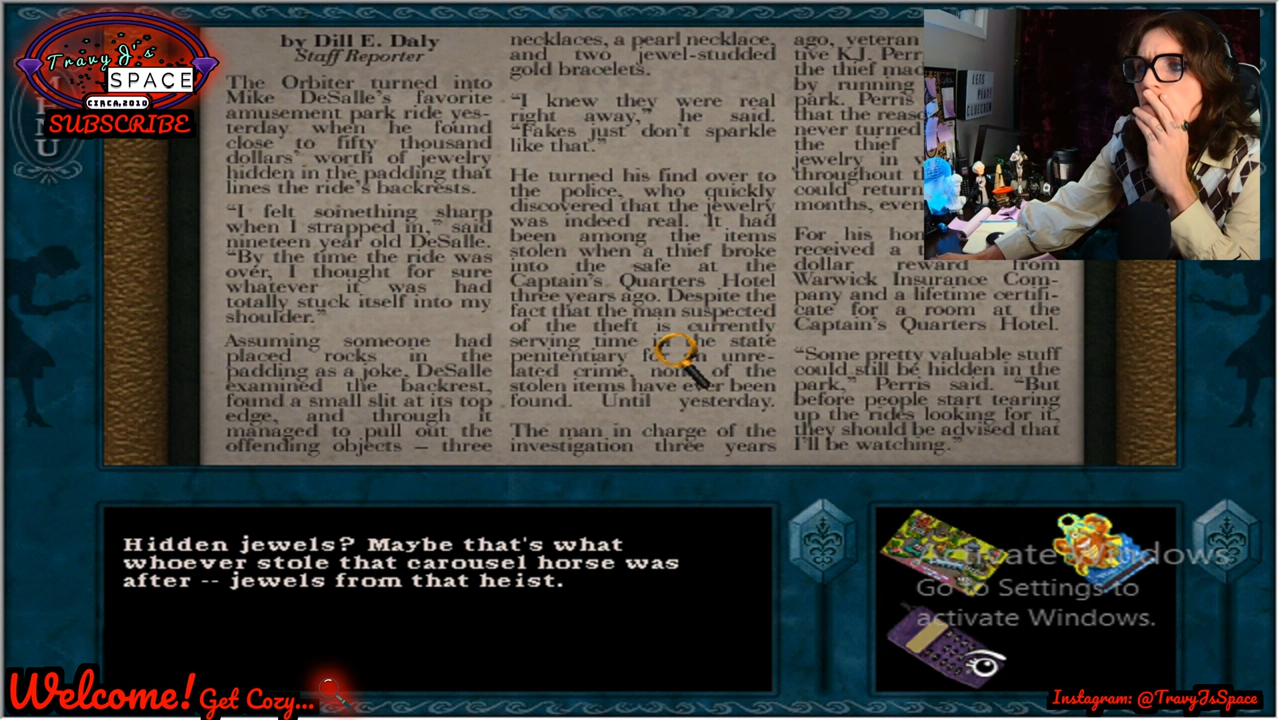 Travy J's
SPACE
CIRCA.2010
SUBSCRIBE
by Dill E. Daly
Staff Reporter
The Orbiter turned into
Mike DeSalle's favorite
amusement park ride yes-
terday when he found
close to fifty thousand
dollars' worth of jewelry
hidden in the padding that
lines the ride's backrests.
"I felt something sharp
when I strapped in," said
nineteen year old DeSalle.
"By the time the ride was
over, I thought for sure
whatever it was had
totally stuck itself into my
shoulder."
Assuming someone had
placed rocks in the
padding as a joke, DeSalle
examined the backrest,
found a small slit at its top
edge, and through it
managed to pull out the
offending objects – three
necklaces, a pearl necklace,
and two jewel-studded
gold bracelets.
"I knew they were real
right away," he said.
"Fakes just don't sparkle
like that."
He turned his find over to
the police, who quickly
discovered that the jewelry
was indeed real. It had
been among the items
stolen when a thief broke
into the safe at the
Captain's Quarters Hotel
three years ago. Despite the
fact that the man suspected
of the theft is currently
serving time the state
penitentiary unre-
lated crime, of the
stolen items have ever been
found. Until yesterday.
The man in charge of the
investigation three years
ago, veteran
tive K.J. Perr
the thief mad
by running
park. Perris
that the reaso
never turned
the thief
jewelry in
throughout t
could return
months, even
For his hon
received a
dollar reward from
Warwick Insurance Com-
pany and a lifetime certifi-
cate for a room at the
Captain's Quarters Hotel.
"Some pretty valuable stuff
could still be hidden in the
park," Perris said. "But
before people start tearing
up the rides looking for it,
they should be advised that
I'll be watching."
Hidden jewels? Maybe that's what
whoever stole that carousel horse was
after -- jewels from that heist.
Activate Windows
Go to Settings to
activate Windows.
Welcome! Get Cozy...
Instagram: @TravyJsSpace